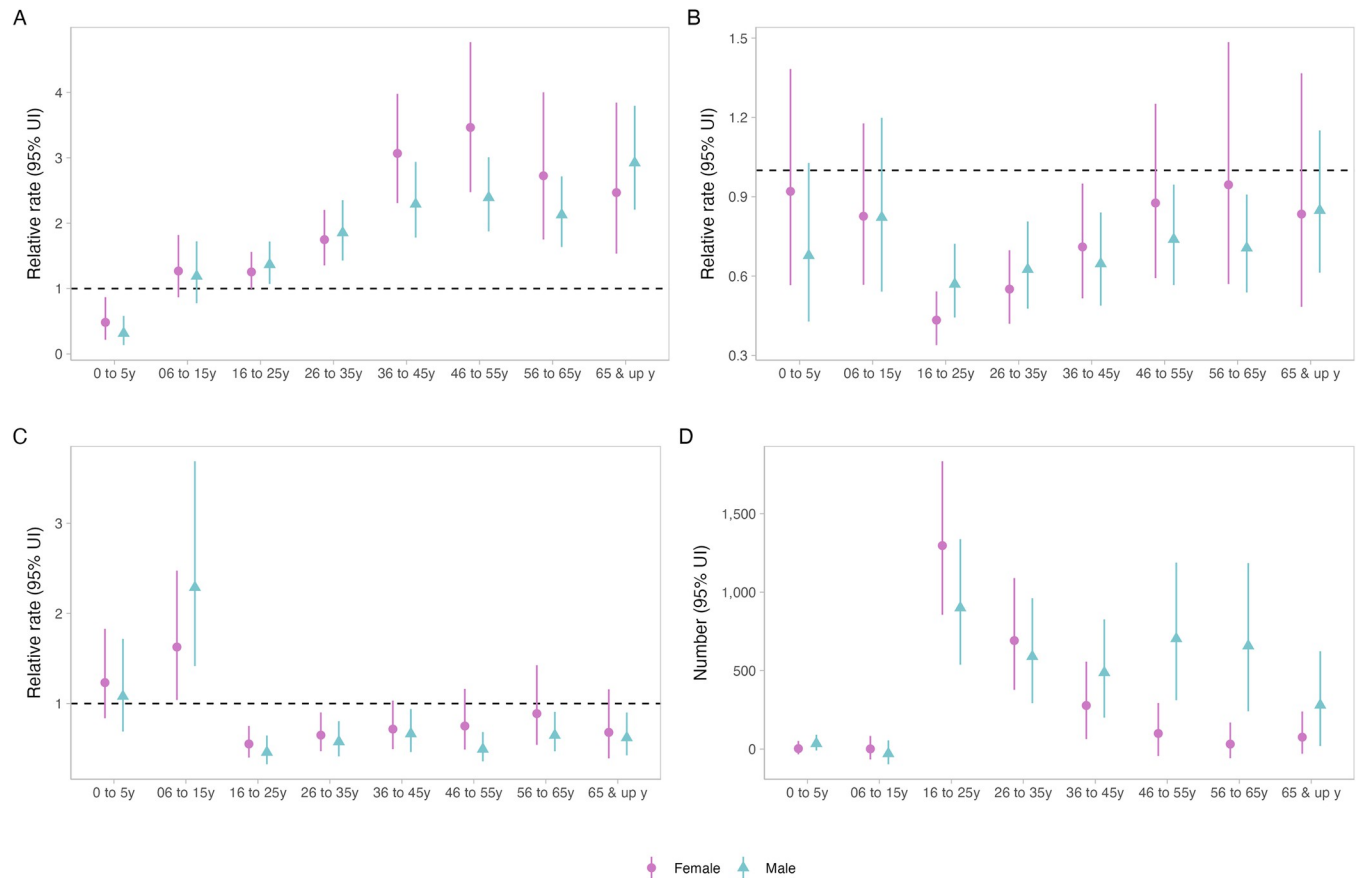 A
Relative rate (95% UI)
4
3
2
1
0
0 to 5y 06 to 15y 16 to 25y 26 to 35y 36 to 45y 46 to 55y 56 to 65y 65 & up y
B
Relative rate (95% UI)
1.5
1.2
0.9
0.6
0.3
0 to 5y 06 to 15y 16 to 25y 26 to 35y 36 to 45y 46 to 55y 56 to 65y 65 & up y
C
Relative rate (95% UI)
3
2
1
0 to 5y 06 to 15y 16 to 25y 26 to 35y 36 to 45y 46 to 55y 56 to 65y 65 & up y
D
Number (95% UI)
1,500
1,000
500
0
0 to 5y 06 to 15y 16 to 25y 26 to 35y 36 to 45y 46 to 55y 56 to 65y 65 & up y
Female Male